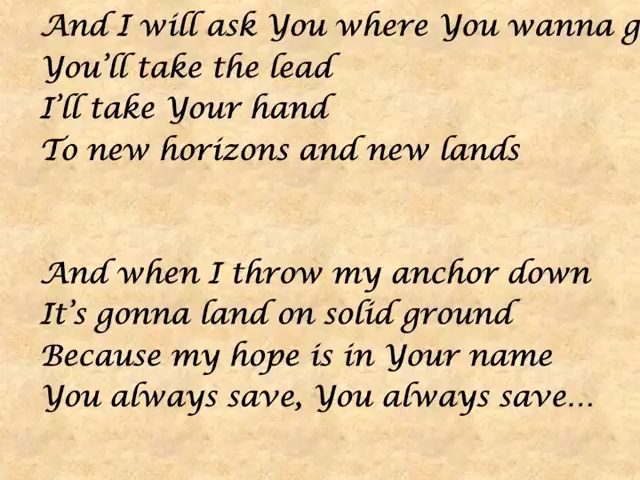 And I will ask You where You wanna g
You'll take the lead
I'll take Your hand
To new horizons and new lands
And when I throw my anchor down
It's gonna land on solid ground
Because my hope is in Your name
You always save, You always save...